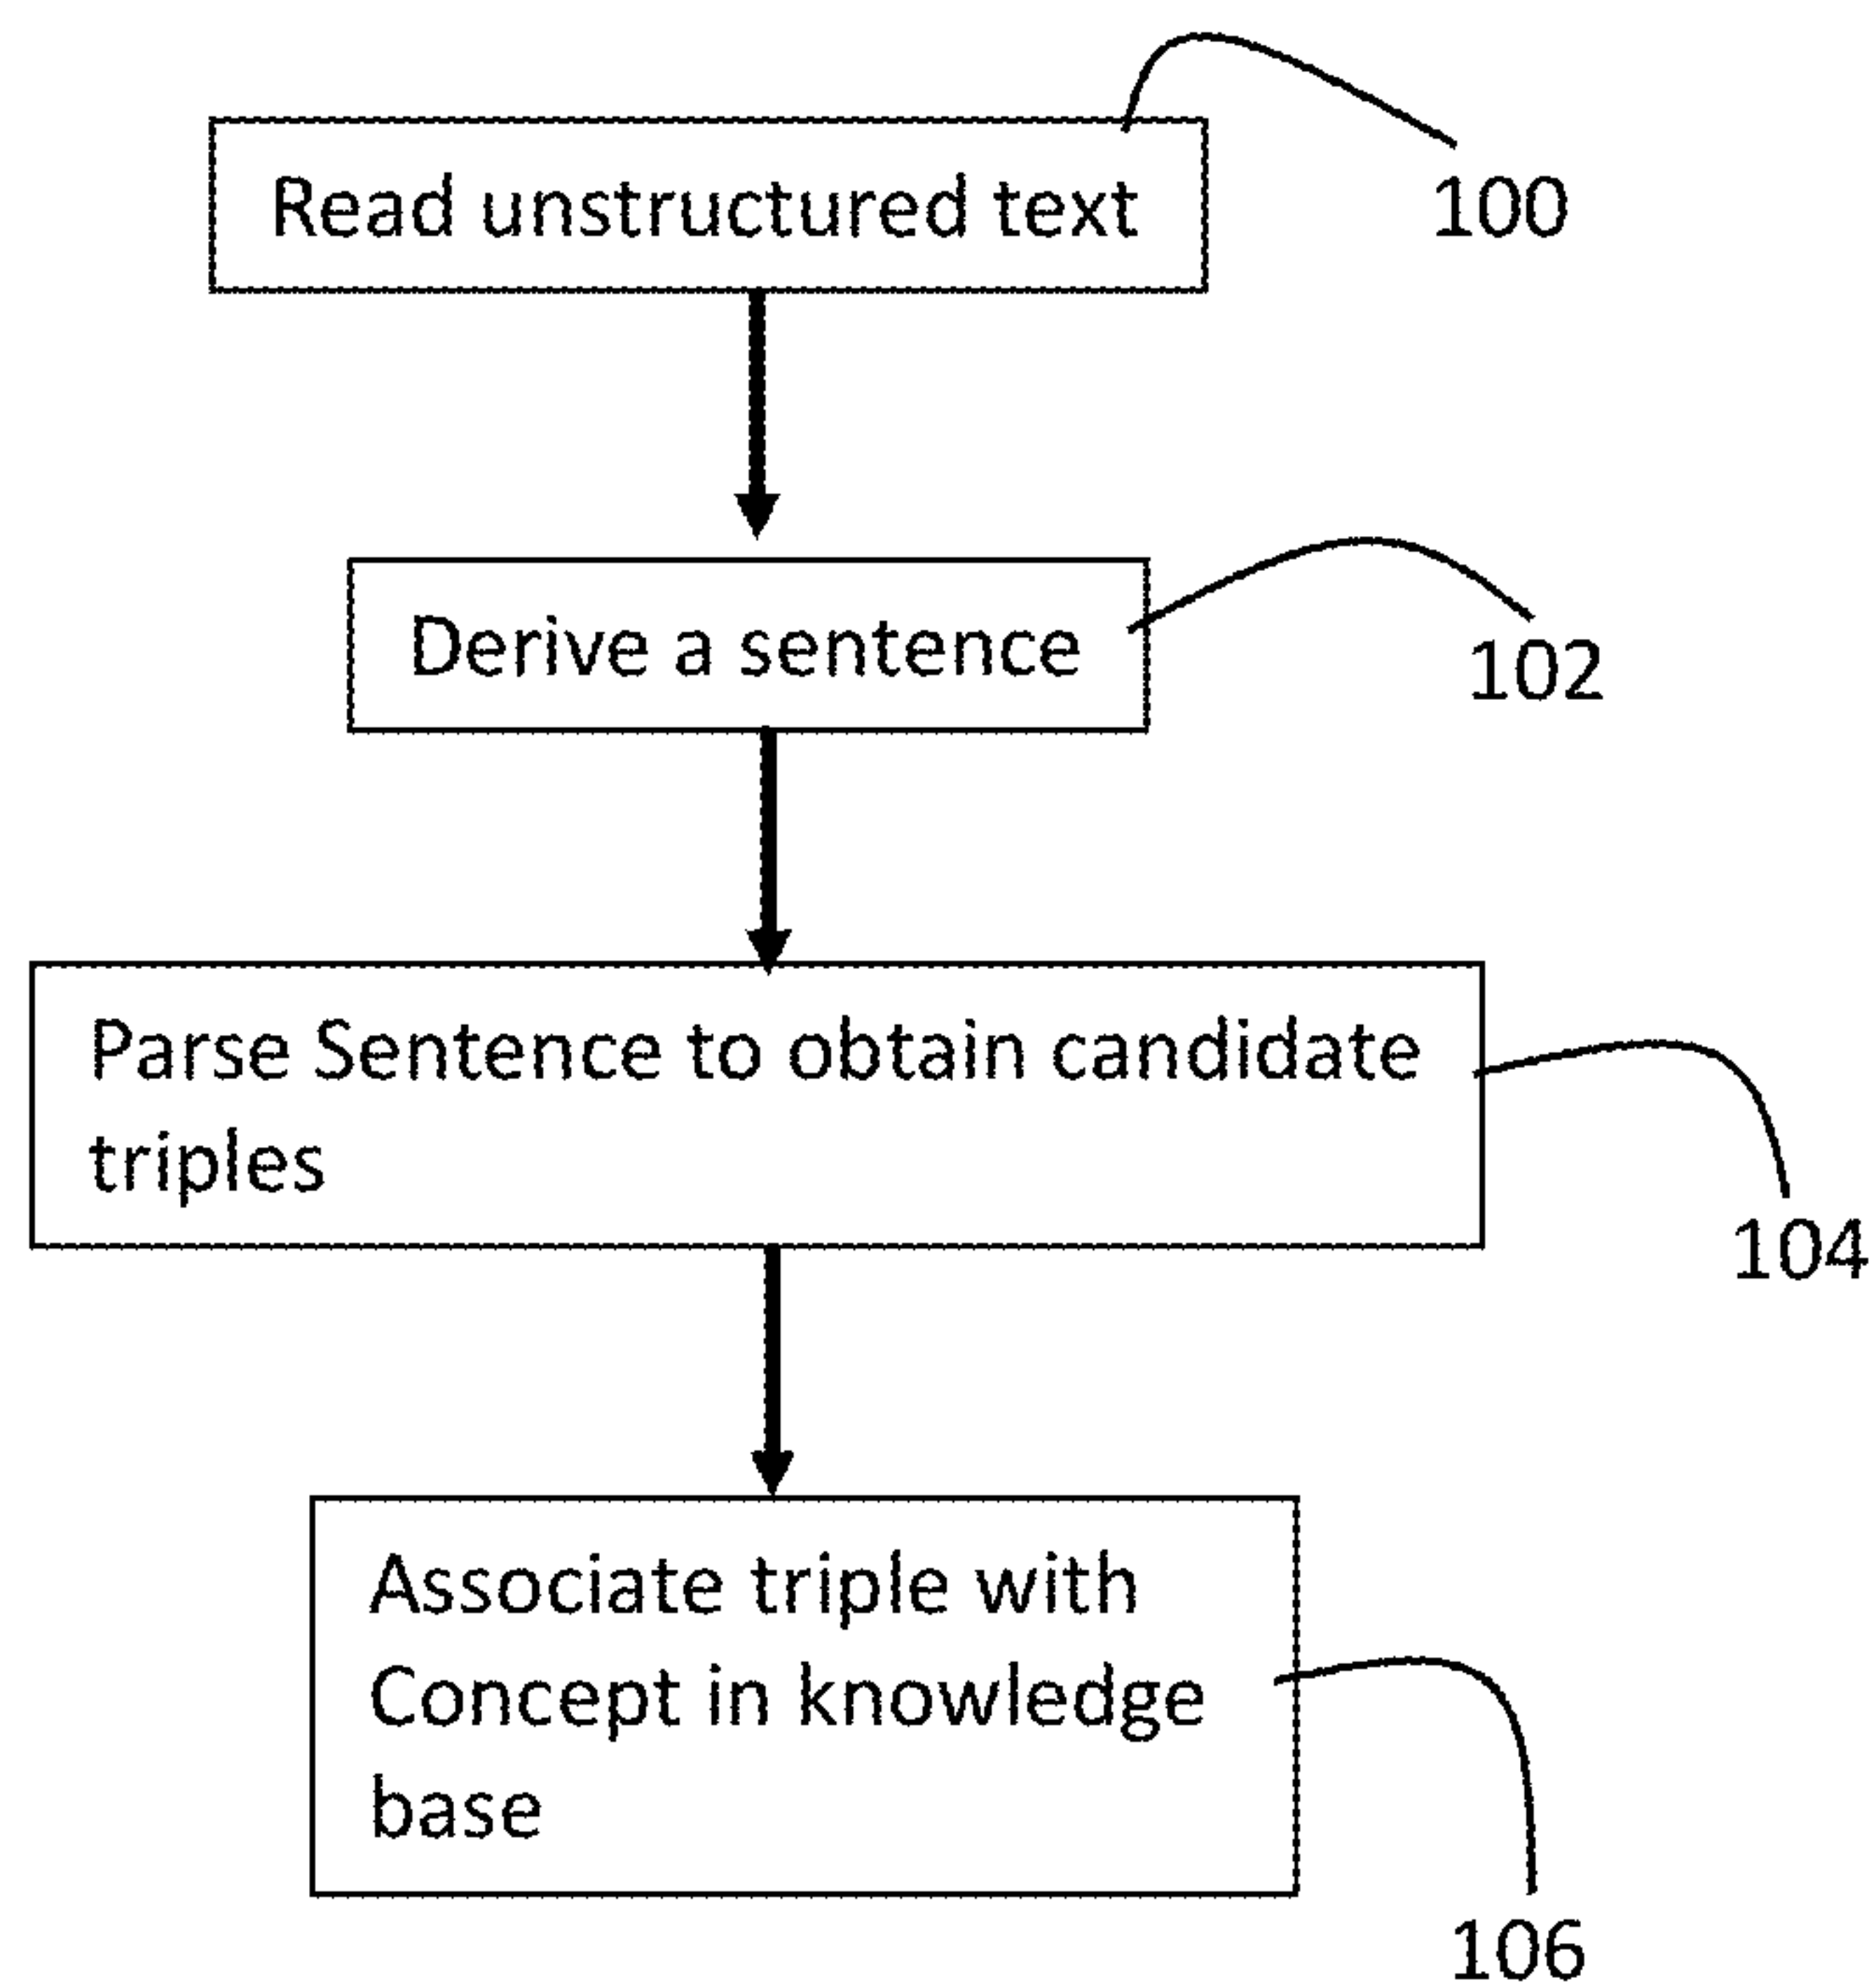 Read unstructured text
100
Derive a sentence
102
Parse Sentence to obtain candidate
triples
104
Associate triple with
Concept in knowledge
base
106